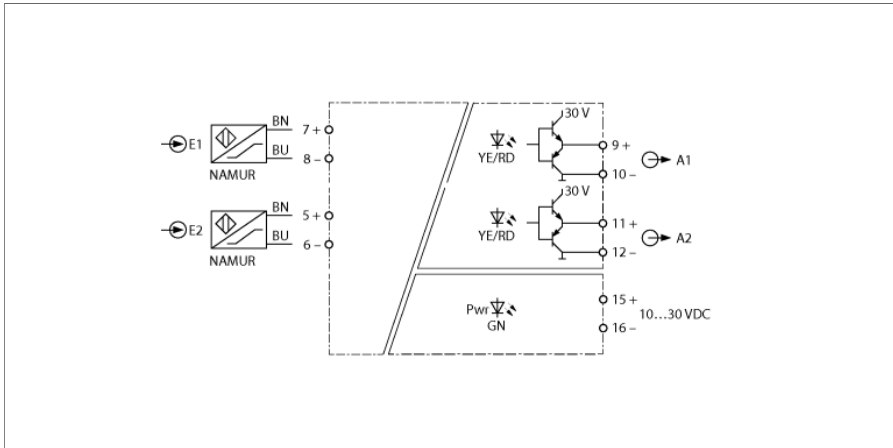 E1
BN
7 +
BU
8 –
NAMUR
E2
BN
5 +
BU
6 –
NAMUR
30 V
YE/RD
9 +
10 –
A1
30 V
YE/RD
11 +
12 –
A2
Pwr
GN
15 +
16 –
10...30 VDC